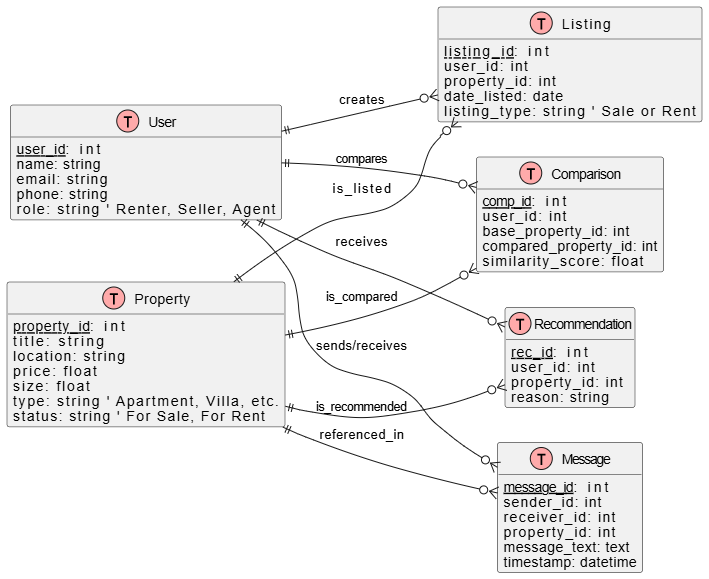 T Listing
listing_id: int
user_id: int
property_id: int
date_listed: date
listing_type: string ' Sale or Rent
creates
T User
user_id: int
name: string
email: string
phone: string
role: string ' Renter, Seller, Agent
compares
is_listed
T Comparison
comp_id: int
user_id: int
base_property_id: int
compared_property_id: int
similarity_score: float
receives
T Property
property_id: int
title: string
location: string
price: float
size: float
type: string ' Apartment, Villa, etc.
status: string ' For Sale, For Rent
is_compared
T Recommendation
rec_id: int
user_id: int
property_id: int
reason: string
sends/receives
is_recommended
referenced_in
T Message
message_id: int
sender_id: int
receiver_id: int
property_id: int
message_text: text
timestamp: datetime